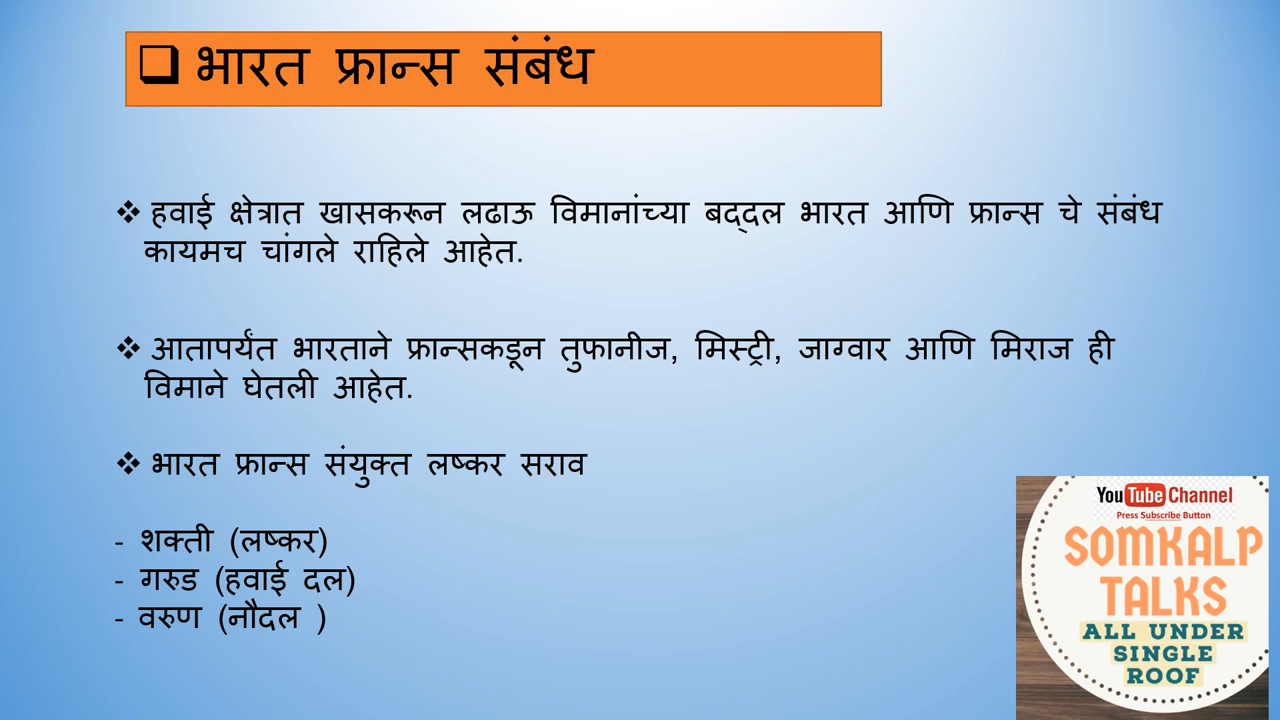 ❑ भारत फ्रान्स संबंध
❖ हवाई क्षेत्रात खासकरून लढाऊ विमानांच्या बद्दल भारत आणि फ्रान्स चे संबंध
कायमच चांगले राहिले आहेत.
❖ आतापर्यंत भारताने फ्रान्सकडून तुफानीज, मिस्ट्री, जाग्वार आणि मिराज ही
विमाने घेतली आहेत.
❖ भारत फ्रान्स संयुक्त लष्कर सराव
- शक्ती (लष्कर)
- गरुड (हवाई दल)
- वरुण (नौदल )
YouTube Channel
Press Subscribe Button
SOMKALP
TALKS
ALL UNDER
SINGLE
ROOF